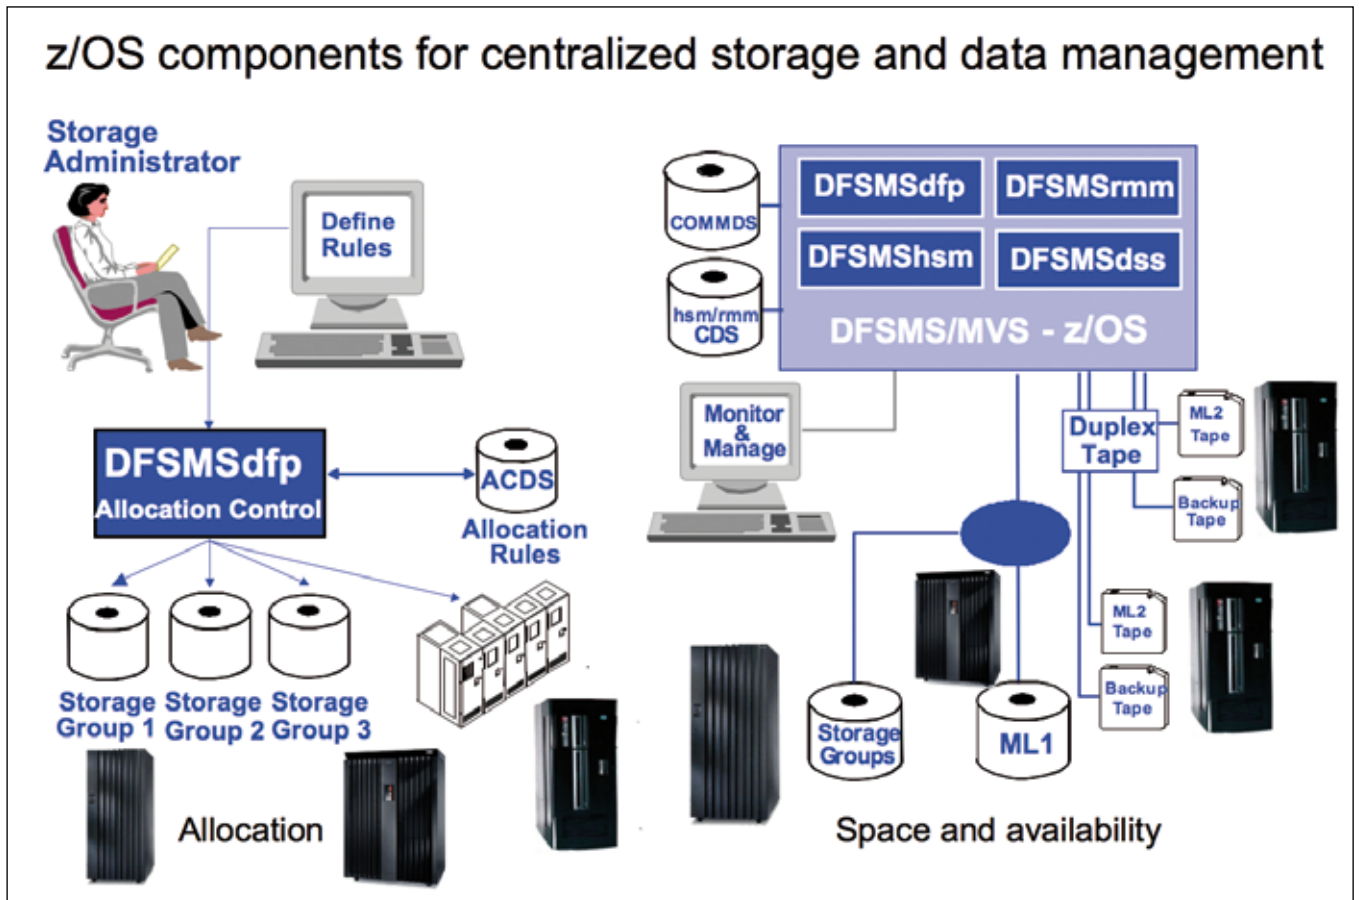 z/OS components for centralized storage and data management
Storage
Administrator
Define
Rules
DFSMSdfp
Allocation Control
ACDS
Allocation
Rules
Storage
Group 1
Storage
Group 2
Storage
Group 3
Allocation
COMMDS
hsm/rmm
CDS
DFSMSdfp
DFSMSrmm
DFSMShsm
DFSMSdss
DFSMS/MVS - z/OS
Monitor
&
Manage
Duplex
Tape
ML2
Tape
Backup
Tape
ML2
Tape
Backup
Tape
Storage
Groups
ML1
Space and availability